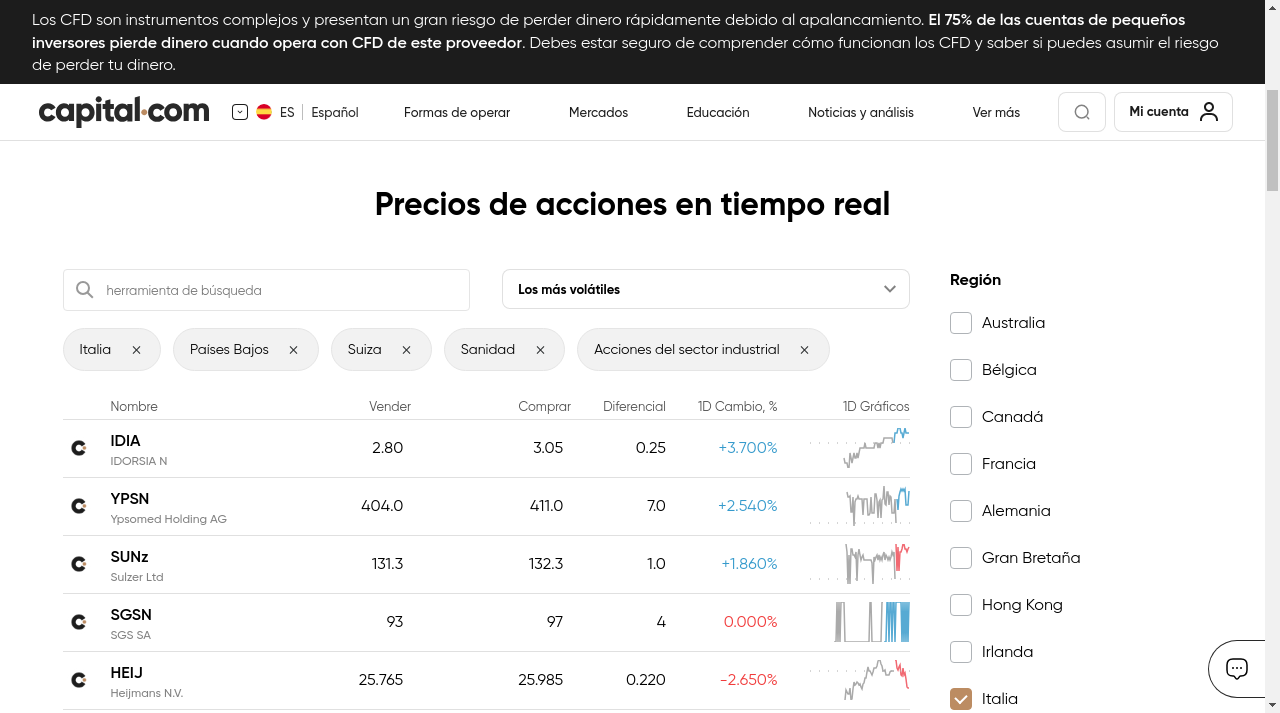 Los CFD son instrumentos complejos y presentan un gran riesgo de perder dinero rápidamente debido al apalancamiento. El 75% de las cuentas de pequeños
inversores pierde dinero cuando opera con CFD de este proveedor. Debes estar seguro de comprender cómo funcionan los CFD y saber si puedes asumir el riesgo
de perder tu dinero.
capital.com ES Español Formas de operar Mercados Educación Noticias y análisis Ver más Mi cuenta
Precios de acciones en tiempo real
herramienta de búsqueda Los más volátiles
Italia Países Bajos Suiza Sanidad Acciones del sector industrial
Nombre Vender Comprar Diferencial 1D Cambio, % 1D Gráficos
IDIA 2.80 3.05 0.25 +3.700%
IDORSIA N
YPSN 404.0 411.0 7.0 +2.540%
Ypsomed Holding AG
SUNz 131.3 132.3 1.0 +1.860%
Sulzer Ltd
SGSN 93 97 4 0.000%
SGS SA
HEIJ 25.765 25.985 0.220 -2.650%
Heijmans N.V.
Región
Australia
Bélgica
Canadá
Francia
Alemania
Gran Bretaña
Hong Kong
Irlanda
Italia